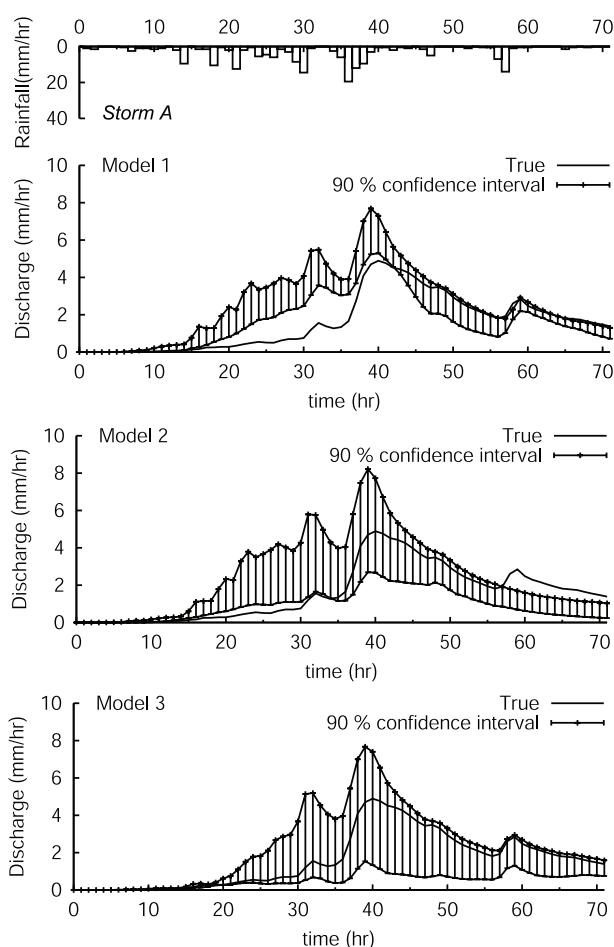 0 10 20 30 40 50 60 70
Rainfall(mm/hr)
0
20
40
Storm A
Discharge (mm/hr)
10
8
6
4
2
0
Model 1
True
90 % confidence interval
0 10 20 30 40 50 60 70
time (hr)
Discharge (mm/hr)
10
8
6
4
2
0
Model 2
True
90 % confidence interval
0 10 20 30 40 50 60 70
time (hr)
Discharge (mm/hr)
10
8
6
4
2
0
Model 3
True
90 % confidence interval
0 10 20 30 40 50 60 70
time (hr)